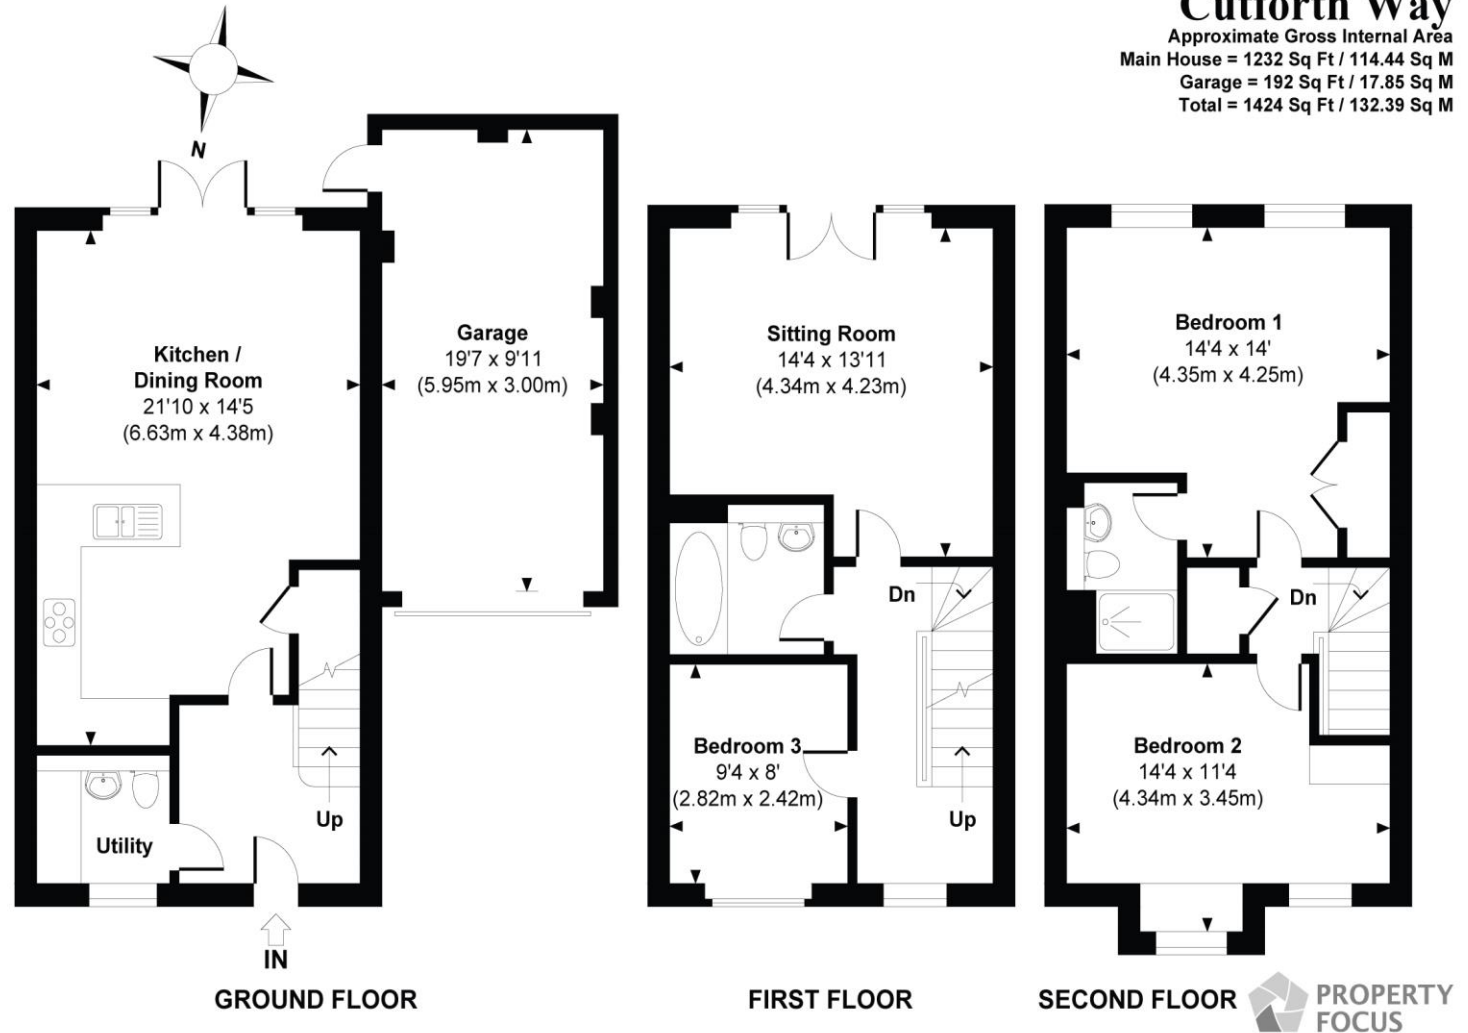 Cutforth Way
Approximate Gross Internal Area
Main House = 1232 Sq Ft / 114.44 Sq M
Garage = 192 Sq Ft / 17.85 Sq M
Total = 1424 Sq Ft / 132.39 Sq M
N
Kitchen /
Dining Room
21'10 x 14'5
(6.63m x 4.38m)
Garage
19'7 x 9'11
(5.95m x 3.00m)
Utility
Up
IN
GROUND FLOOR
Sitting Room
14'4 x 13'11
(4.34m x 4.23m)
Dn
Bedroom 3
9'4 x 8'
(2.82m x 2.42m)
Up
FIRST FLOOR
Bedroom 1
14'4 x 14'
(4.35m x 4.25m)
Dn
Bedroom 2
14'4 x 11'4
(4.34m x 3.45m)
SECOND FLOOR
PROPERTY
FOCUS